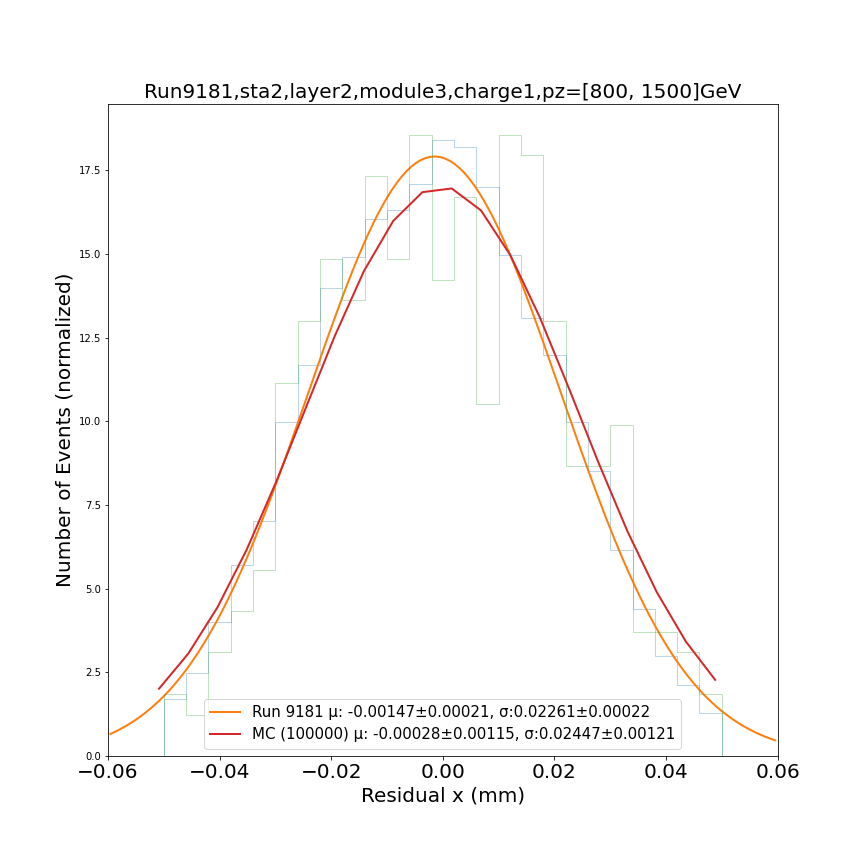 Run9181,sta2,layer2,module3,charge1,pz=[800, 1500]GeV
Number of Events (normalized)
17.5
15.0
12.5
10.0
7.5
5.0
2.5
0.0
Run 9181 μ: -0.00147±0.00021, σ:0.02261±0.00022
MC (100000) μ: -0.00028±0.00115, σ:0.02447±0.00121
−0.06 −0.04 −0.02 0.00 0.02 0.04 0.06
Residual x (mm)